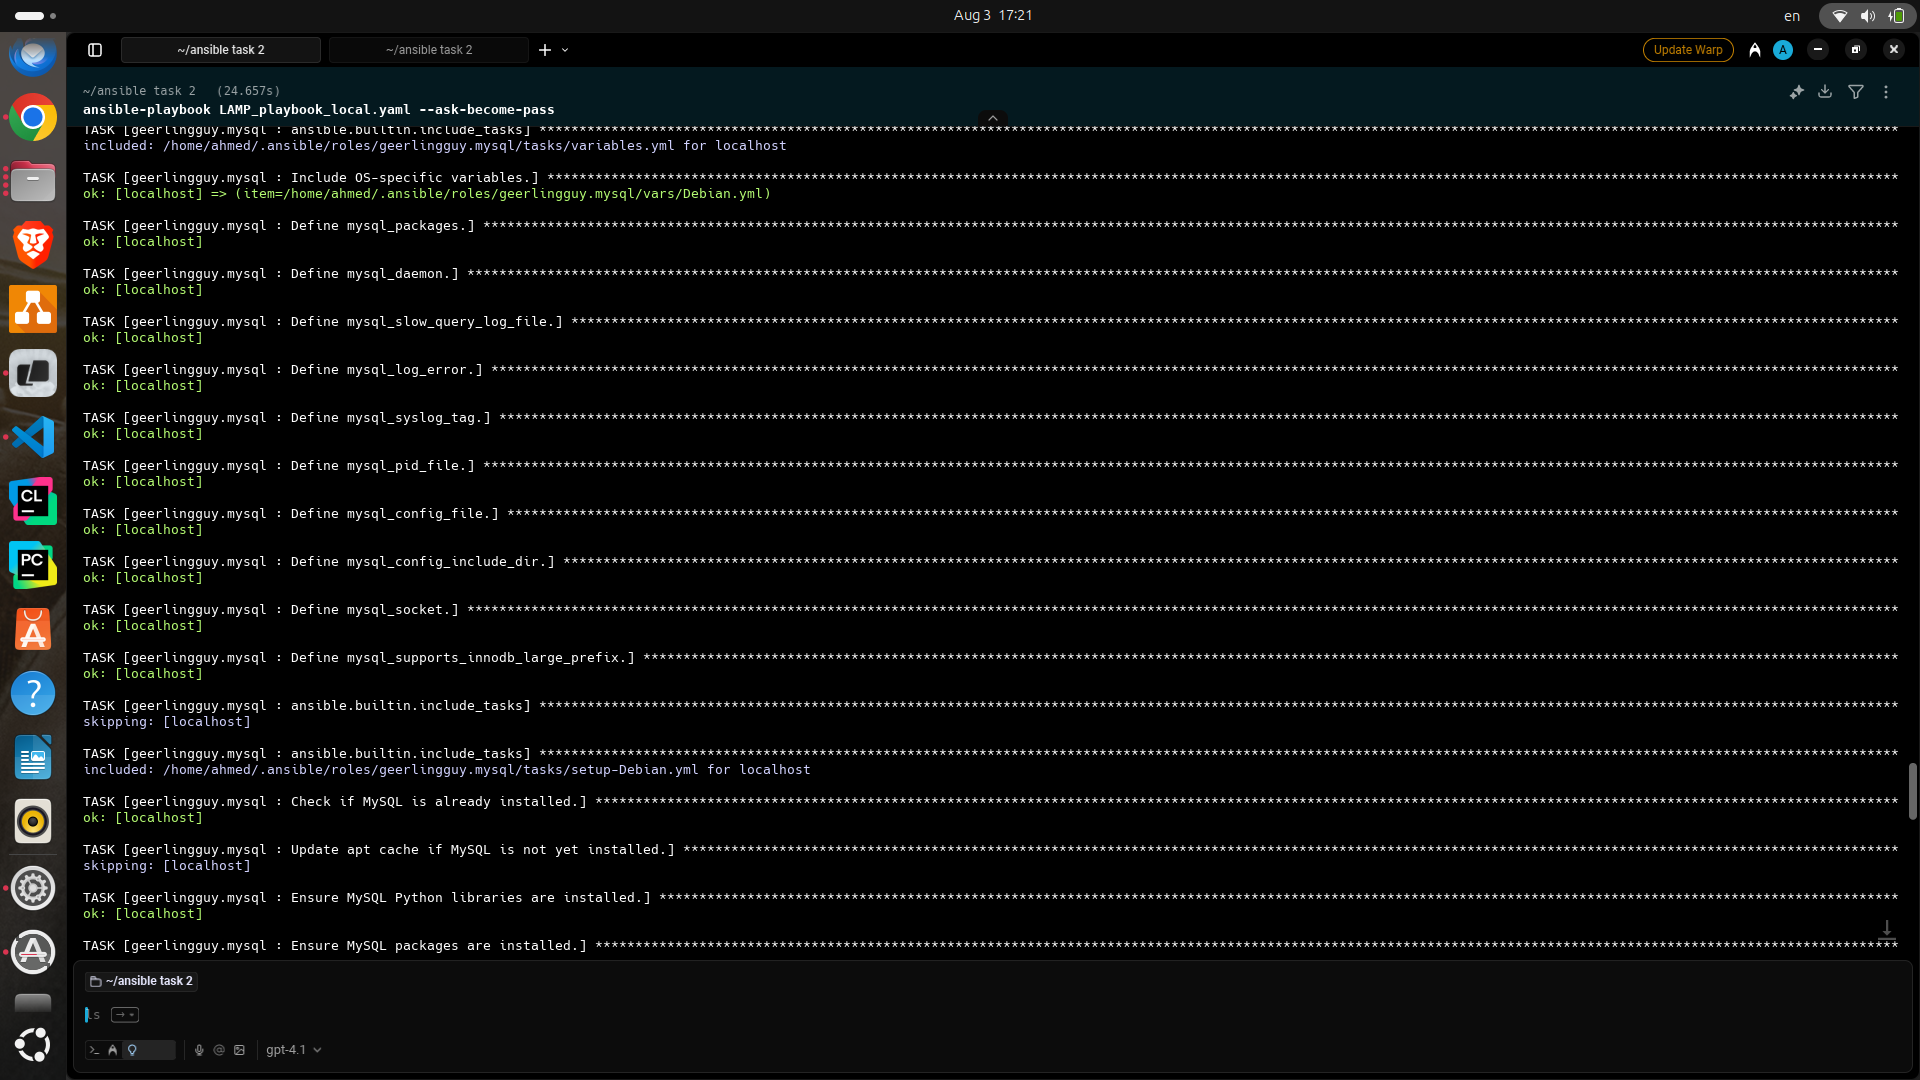 Aug 3 17:21
en
~/ansible task 2
~/ansible task 2
Update Warp
A
~/ansible task 2 (24.657s)
ansible-playbook LAMP_playbook_local.yaml --ask-become-pass
TASK [geerlingguy.mysql : ansible.builtin.include_tasks] **************************************************************************************************************************************************************************
included: /home/ahmed/.ansible/roles/geerlingguy.mysql/tasks/variables.yml for localhost
TASK [geerlingguy.mysql : Include OS-specific variables.] *************************************************************************************************************************************************************************
ok: [localhost] => (item=/home/ahmed/.ansible/roles/geerlingguy.mysql/vars/Debian.yml)
TASK [geerlingguy.mysql : Define mysql_packages.] *********************************************************************************************************************************************************************************
ok: [localhost]
TASK [geerlingguy.mysql : Define mysql_daemon.] ***********************************************************************************************************************************************************************************
ok: [localhost]
TASK [geerlingguy.mysql : Define mysql_slow_query_log_file.] **********************************************************************************************************************************************************************
ok: [localhost]
TASK [geerlingguy.mysql : Define mysql_log_error.] ********************************************************************************************************************************************************************************
ok: [localhost]
TASK [geerlingguy.mysql : Define mysql_syslog_tag.] *******************************************************************************************************************************************************************************
ok: [localhost]
TASK [geerlingguy.mysql : Define mysql_pid_file.] *********************************************************************************************************************************************************************************
ok: [localhost]
TASK [geerlingguy.mysql : Define mysql_config_file.] ******************************************************************************************************************************************************************************
ok: [localhost]
TASK [geerlingguy.mysql : Define mysql_config_include_dir.] ***********************************************************************************************************************************************************************
ok: [localhost]
TASK [geerlingguy.mysql : Define mysql_socket.] ***********************************************************************************************************************************************************************************
ok: [localhost]
TASK [geerlingguy.mysql : Define mysql_supports_innodb_large_prefix.] *************************************************************************************************************************************************************
ok: [localhost]
TASK [geerlingguy.mysql : ansible.builtin.include_tasks] **************************************************************************************************************************************************************************
skipping: [localhost]
TASK [geerlingguy.mysql : ansible.builtin.include_tasks] **************************************************************************************************************************************************************************
included: /home/ahmed/.ansible/roles/geerlingguy.mysql/tasks/setup-Debian.yml for localhost
TASK [geerlingguy.mysql : Check if MySQL is already installed.] *******************************************************************************************************************************************************************
ok: [localhost]
TASK [geerlingguy.mysql : Update apt cache if MySQL is not yet installed.] ********************************************************************************************************************************************************
skipping: [localhost]
TASK [geerlingguy.mysql : Ensure MySQL Python libraries are installed.] ***********************************************************************************************************************************************************
ok: [localhost]
TASK [geerlingguy.mysql : Ensure MySQL packages are installed.] *******************************************************************************************************************************************************************
CL
PC
~/ansible task 2
ls
gpt-4.1